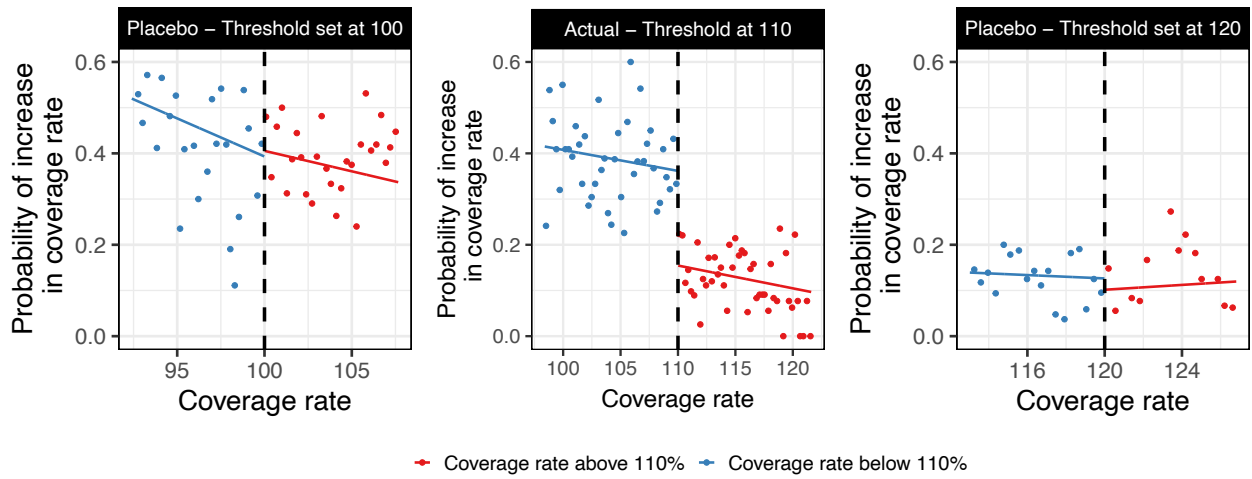 Placebo − Threshold set at 100
Probability of increase
in coverage rate
0.6
0.4
0.2
0.0
95
100
105
Coverage rate
Actual − Threshold at 110
Probability of increase
in coverage rate
0.6
0.4
0.2
0.0
100
105
110
115
120
Coverage rate
Placebo − Threshold set at 120
Probability of increase
in coverage rate
0.6
0.4
0.2
0.0
116
120
124
Coverage rate
Coverage rate above 110%
Coverage rate below 110%